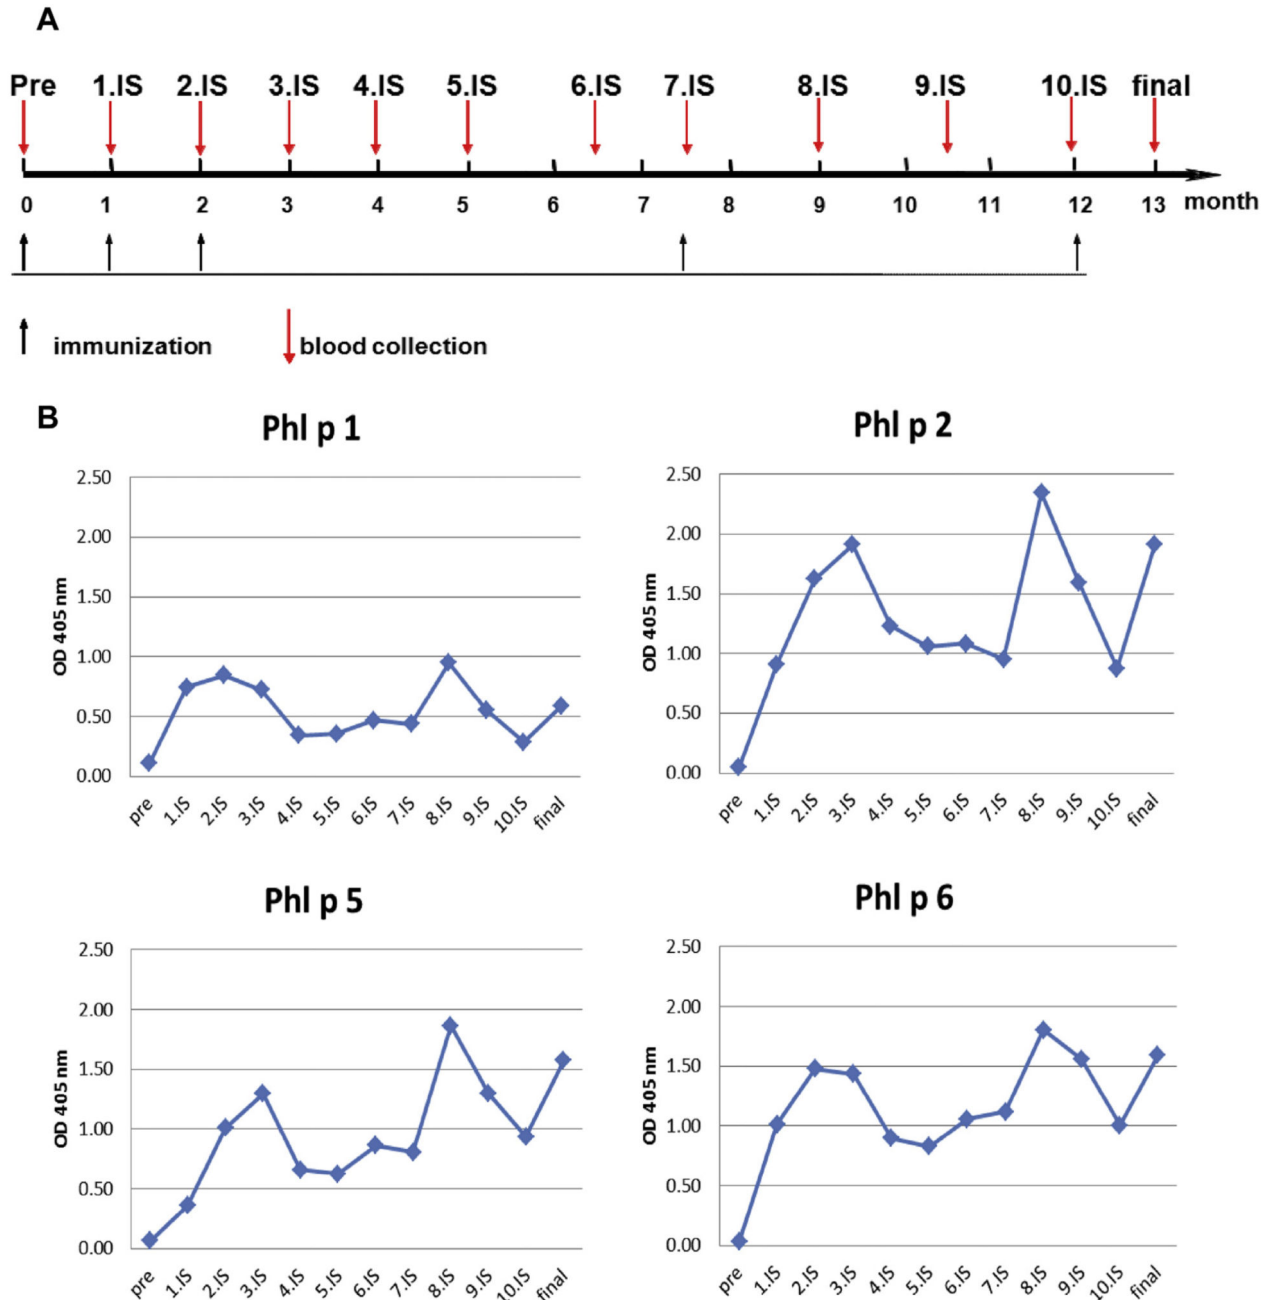 A
Pre 1.IS 2.IS 3.IS 4.IS 5.IS 6.IS 7.IS 8.IS 9.IS 10.IS final
0 1 2 3 4 5 6 7 8 9 10 11 12 13 month
immunization blood collection
B
Phl p 1
2.50
2.00
1.50
1.00
0.50
0.00
OD 405 nm
pre 1.IS 2.IS 3.IS 4.IS 5.IS 6.IS 7.IS 8.IS 9.IS 10.IS final
Phl p 2
2.50
2.00
1.50
1.00
0.50
0.00
OD 405 nm
pre 1.IS 2.IS 3.IS 4.IS 5.IS 6.IS 7.IS 8.IS 9.IS 10.IS final
Phl p 5
2.50
2.00
1.50
1.00
0.50
0.00
OD 405 nm
pre 1.IS 2.IS 3.IS 4.IS 5.IS 6.IS 7.IS 8.IS 9.IS 10.IS final
Phl p 6
2.50
2.00
1.50
1.00
0.50
0.00
OD 405 nm
pre 1.IS 2.IS 3.IS 4.IS 5.IS 6.IS 7.IS 8.IS 9.IS 10.IS final